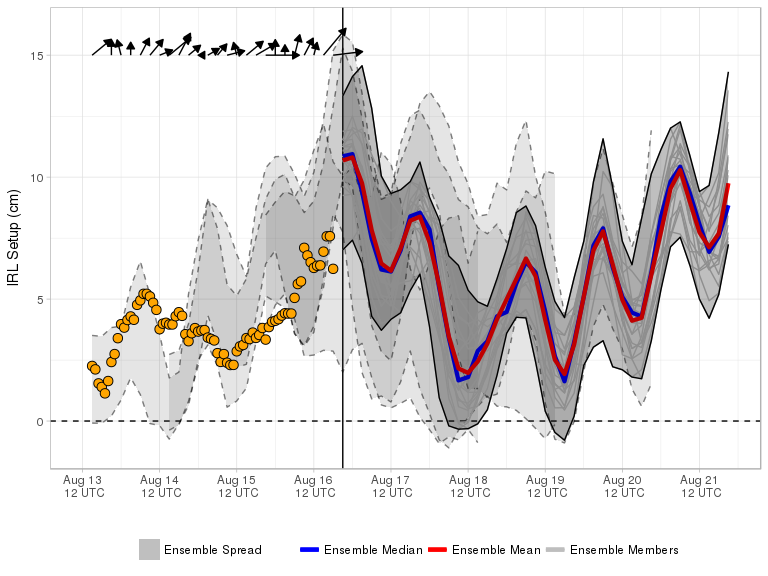 IRL Setup (cm)
15
10
5
0
Aug 13 Aug 14 Aug 15 Aug 16 Aug 17 Aug 18 Aug 19 Aug 20 Aug 21
12 UTC 12 UTC 12 UTC 12 UTC 12 UTC 12 UTC 12 UTC 12 UTC 12 UTC
Ensemble Spread Ensemble Median Ensemble Mean Ensemble Members